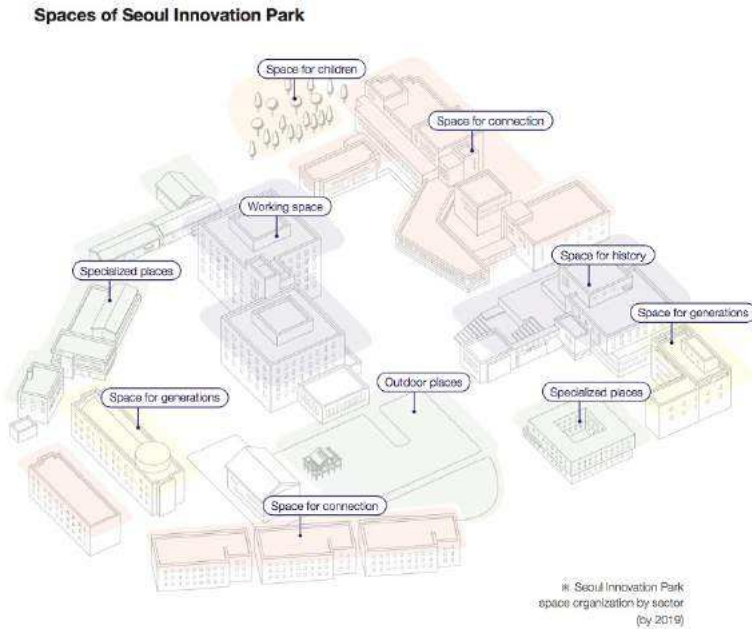 Spaces of Seoul Innovation Park
Space for children
Space for connection
Working space
Space for history
Specialized places
Space for generations
Outdoor places
Space for generations
Specialized places
Space for connection
※ Seoul Innovation Park
space organization by sector
(by 2019)